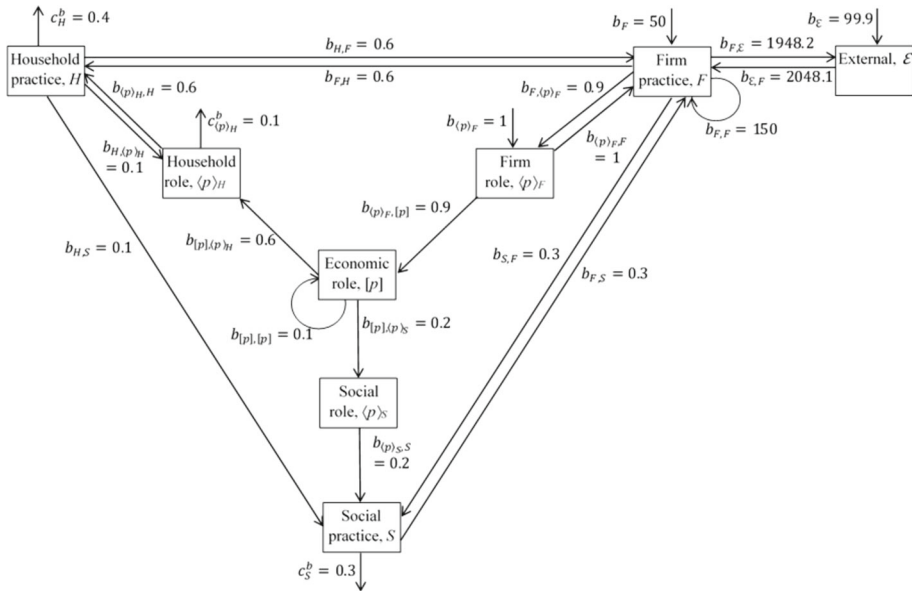 c_H^b = 0.4
b_F = 50
b_ℰ = 99.9
Household
practice, H
b_{H,F} = 0.6
b_{F,H} = 0.6
Firm
practice, F
b_{F,ℰ} = 1948.2
b_{ℰ,F} = 2048.1
External, ℰ
b_{⟨p⟩_H,H} = 0.6
b_{F,⟨p⟩_F} = 0.9
b_{F,F} = 150
c_{⟨p⟩_H}^b = 0.1
b_{⟨p⟩_F} = 1
b_{⟨p⟩_F,F}
= 1
b_{H,⟨p⟩_H}
= 0.1
Household
role, ⟨p⟩_H
Firm
role, ⟨p⟩_F
b_{⟨p⟩_F,[p]} = 0.9
b_{[p],⟨p⟩_H} = 0.6
b_{H,S} = 0.1
Economic
role, [p]
b_{S,F} = 0.3
b_{F,S} = 0.3
b_{[p],[p]} = 0.1
b_{[p],⟨p⟩_S} = 0.2
Social
role, ⟨p⟩_S
b_{⟨p⟩_S,S}
= 0.2
Social
practice, S
c_S^b = 0.3